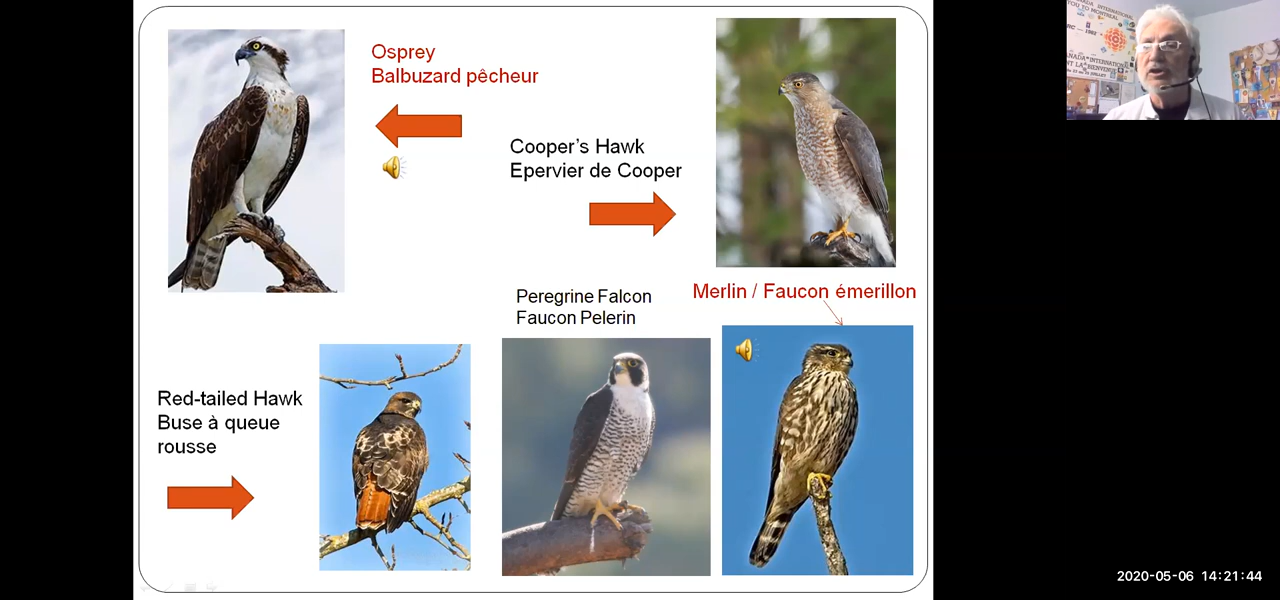 Osprey
Balbuzard pêcheur
Cooper's Hawk
Epervier de Cooper
Peregrine Falcon
Faucon Pelerin
Merlin / Faucon émerillon
Red-tailed Hawk
Buse à queue
rousse
2020-05-06 14:21:44